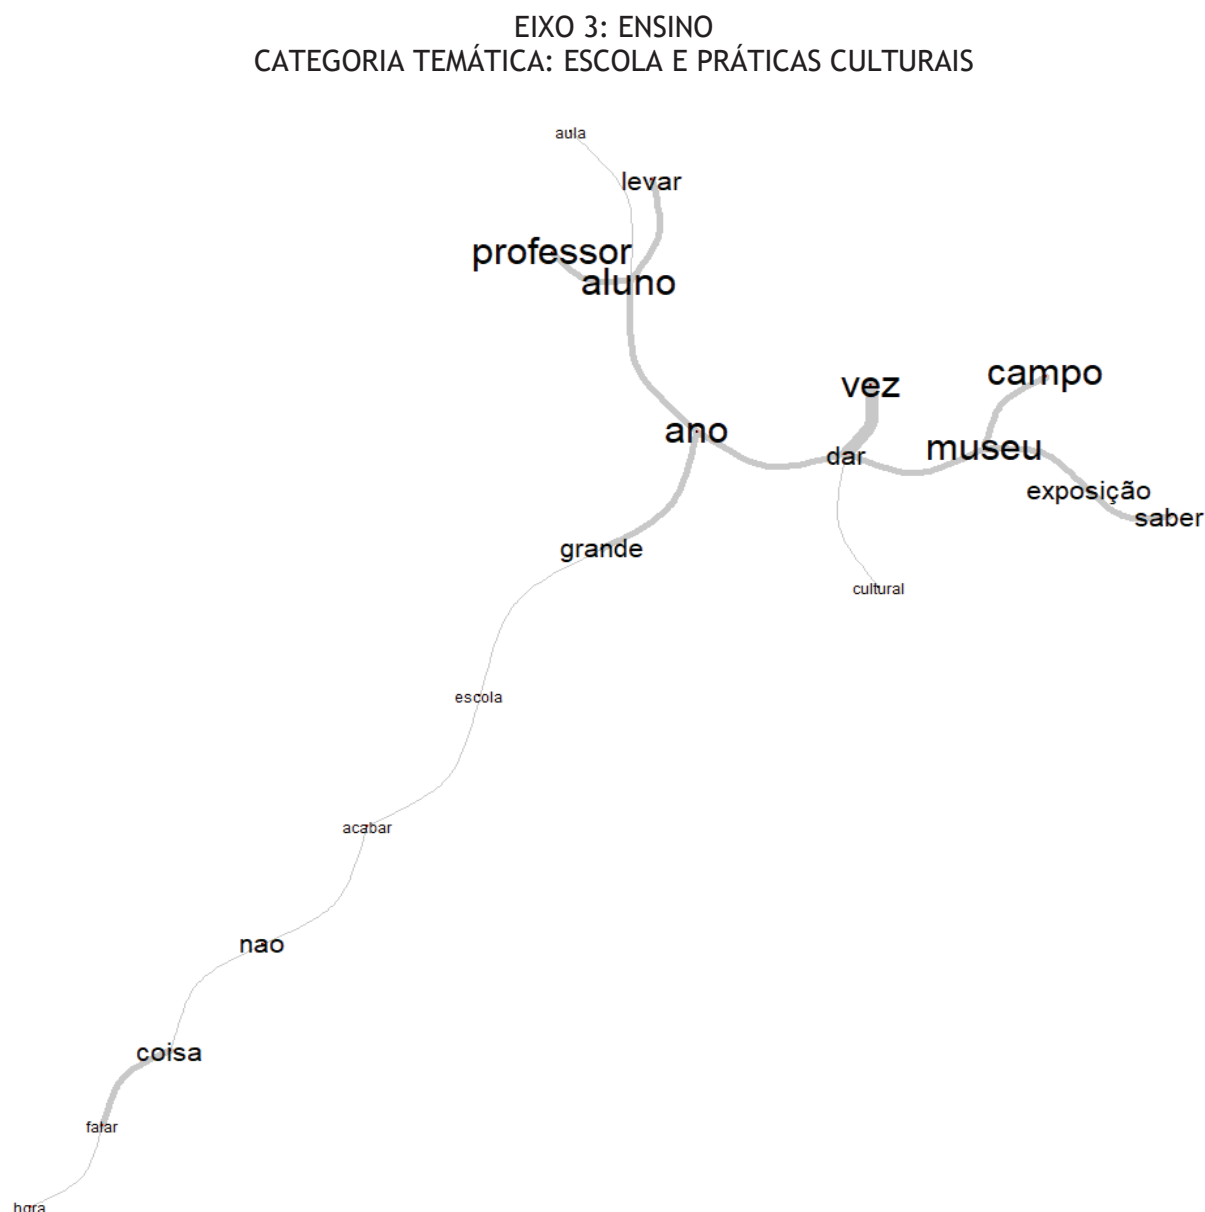 EIXO 3: ENSINO
CATEGORIA TEMÁTICA: ESCOLA E PRÁTICAS CULTURAIS
aula
levar
professor
aluno
campo
vez
ano
museu
dar
exposição
saber
grande
cultural
escola
acabar
nao
coisa
falar
hora